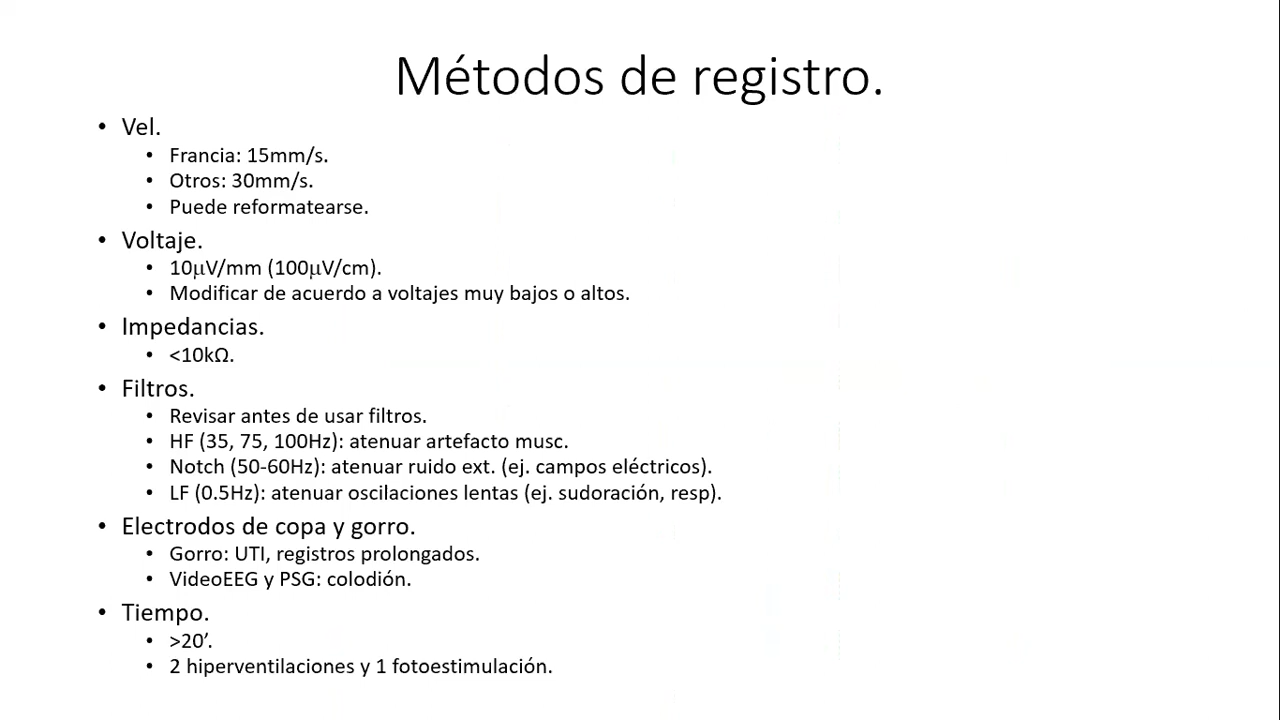 Métodos de registro.
• Vel.
• Francia: 15mm/s.
• Otros: 30mm/s.
• Puede reformatearse.
• Voltaje.
• 10μV/mm (100μV/cm).
• Modificar de acuerdo a voltajes muy bajos o altos.
• Impedancias.
• <10kΩ.
• Filtros.
• Revisar antes de usar filtros.
• HF (35, 75, 100Hz): atenuar artefacto musc.
• Notch (50-60Hz): atenuar ruido ext. (ej. campos eléctricos).
• LF (0.5Hz): atenuar oscilaciones lentas (ej. sudoración, resp).
• Electrodos de copa y gorro.
• Gorro: UTI, registros prolongados.
• VideoEEG y PSG: colodión.
• Tiempo.
• >20’.
• 2 hiperventilaciones y 1 fotoestimulación.